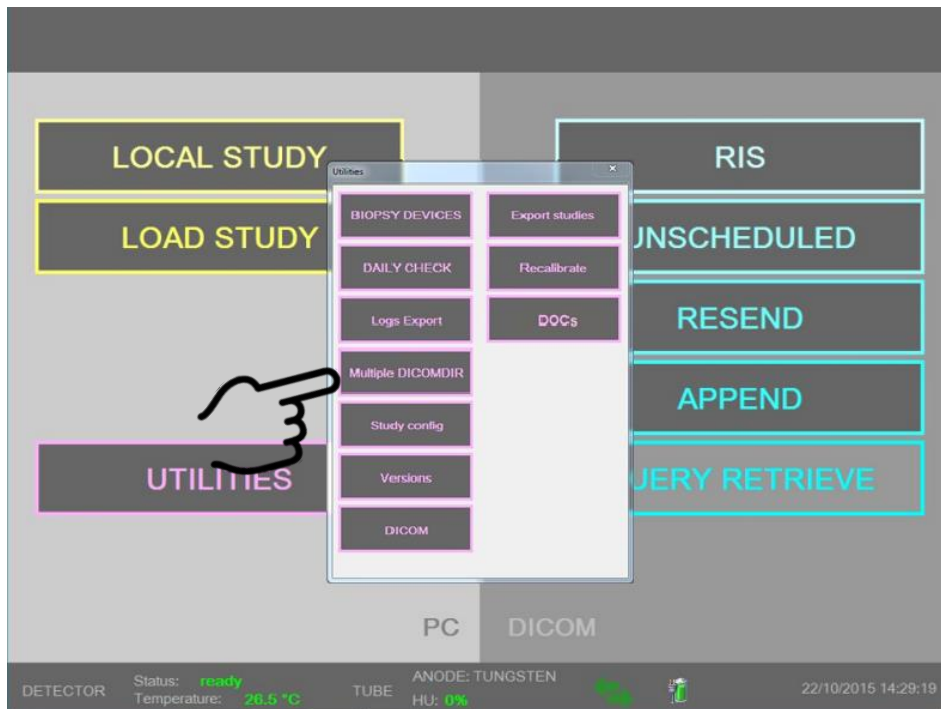 LOCAL STUDY
LOAD STUDY
UTILITIES
Utilities
BIOPSY DEVICES
DAILY CHECK
Logs Export
Multiple DICOMDIR
Study config
Versions
DICOM
Export studies
Recalibrate
DOCs
RIS
UNSCHEDULED
RESEND
APPEND
UERY RETRIEVE
PC
DICOM
DETECTOR
Status: ready
Temperature: 26.5 °C
TUBE
ANODE: TUNGSTEN
HU: 0%
22/10/2015 14:29:19